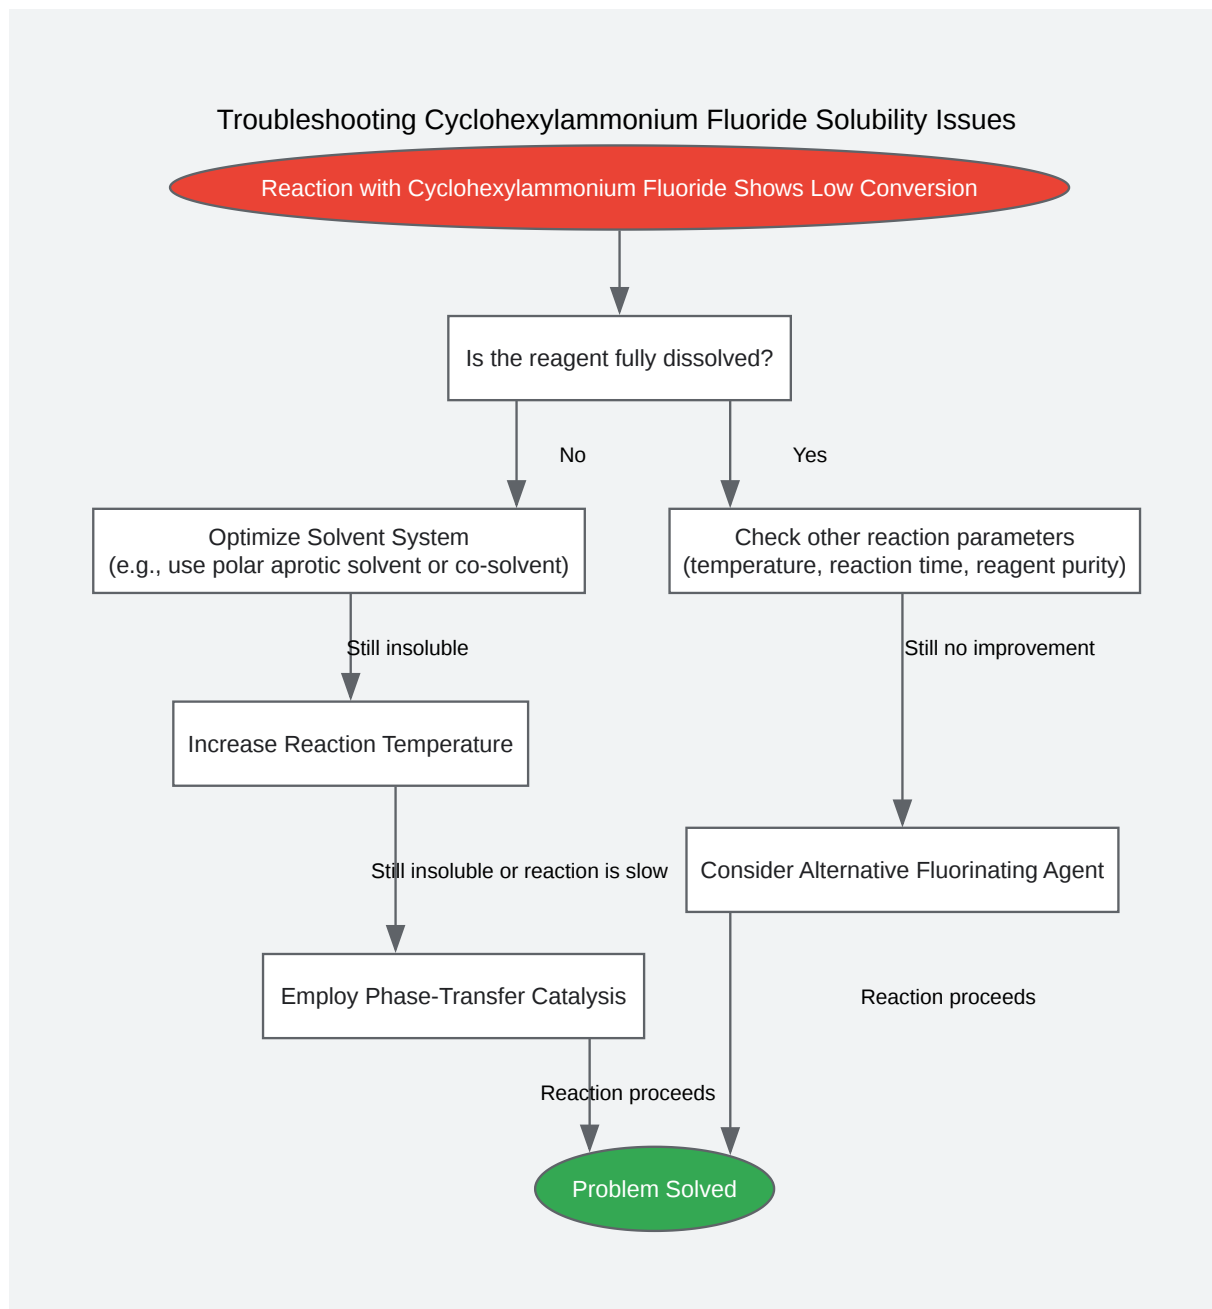 Troubleshooting Cyclohexylammonium Fluoride Solubility Issues
Reaction with Cyclohexylammonium Fluoride Shows Low Conversion
Is the reagent fully dissolved?
No
Yes
Optimize Solvent System
(e.g., use polar aprotic solvent or co-solvent)
Check other reaction parameters
(temperature, reaction time, reagent purity)
Still insoluble
Still no improvement
Increase Reaction Temperature
Still insoluble or reaction is slow
Consider Alternative Fluorinating Agent
Employ Phase-Transfer Catalysis
Reaction proceeds
Reaction proceeds
Problem Solved